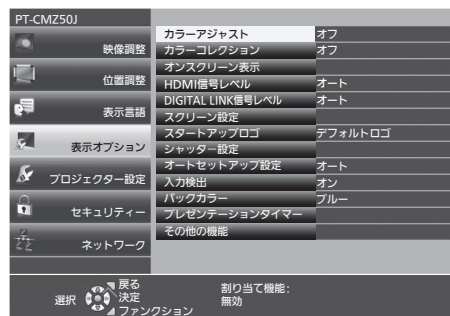 PT-CMZ50J
映像調整
位置調整
表示言語
表示オプション
プロジェクター設定
セキュリティー
ネットワーク
カラーアジャスト オフ
カラーコレクション オフ
オンスクリーン表示
HDMI信号レベル オート
DIGITAL LINK信号レベル オート
スクリーン設定
スタートアップロゴ デフォルトロゴ
シャッター設定
オートセットアップ設定 オート
入力検出 オン
バックカラー ブルー
プレゼンテーションタイマー
その他の機能
選択
戻る
決定
ファンクション
割り当て機能:
無効